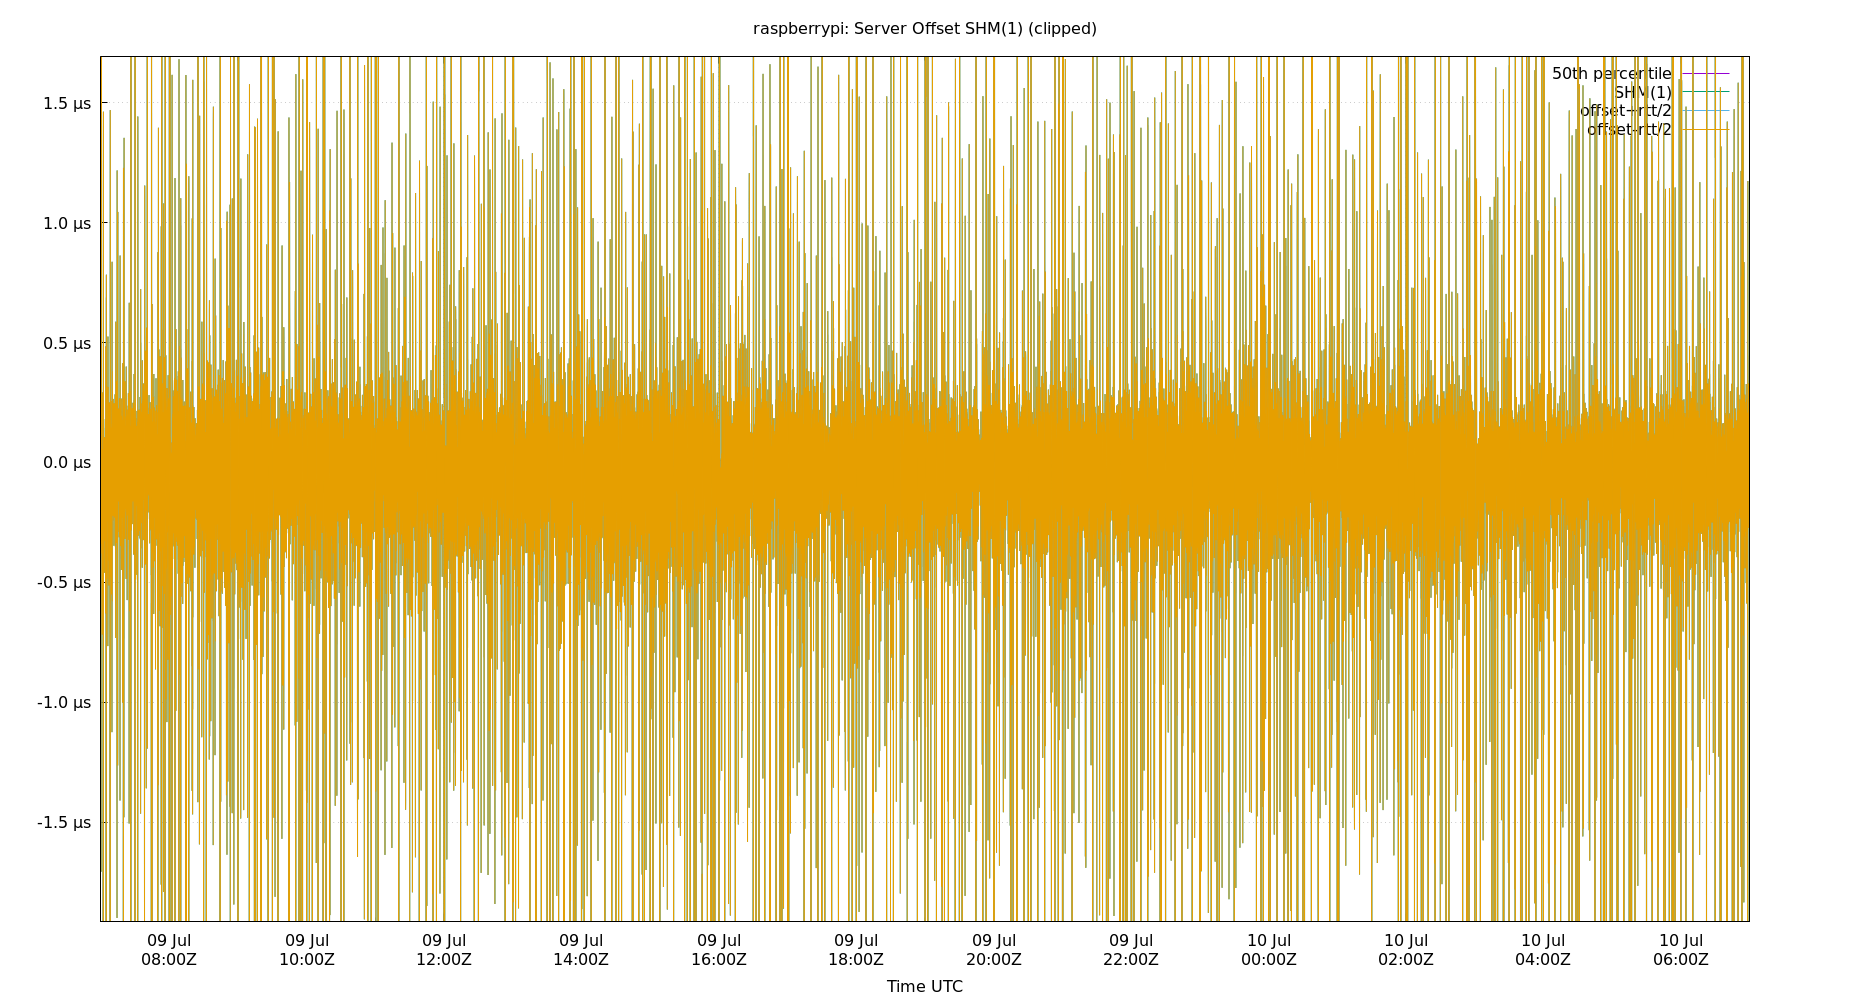 raspberrypi: Server Offset SHM(1) (clipped)
50th percentile
SHM(1)
offset+rtt/2
offset-rtt/2
1.5 µs
1.0 µs
0.5 µs
0.0 µs
-0.5 µs
-1.0 µs
-1.5 µs
09 Jul 09 Jul 09 Jul 09 Jul 09 Jul 09 Jul 09 Jul 09 Jul 10 Jul 10 Jul 10 Jul 10 Jul
08:00Z 10:00Z 12:00Z 14:00Z 16:00Z 18:00Z 20:00Z 22:00Z 00:00Z 02:00Z 04:00Z 06:00Z
Time UTC